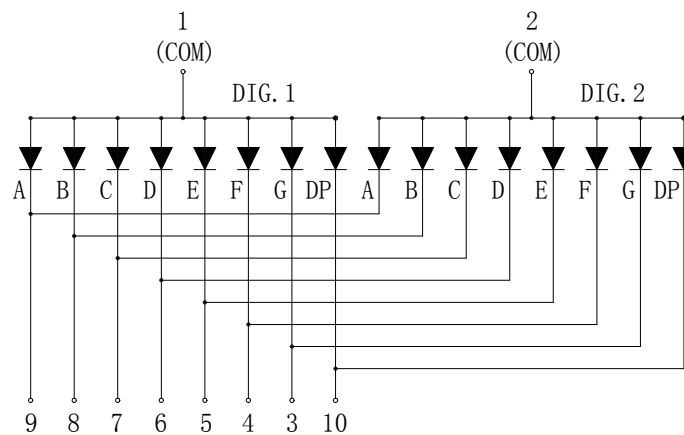 1 2
(COM) (COM)
DIG.1 DIG.2
A B C D E F G DP A B C D E F G DP
9 8 7 6 5 4 3 10